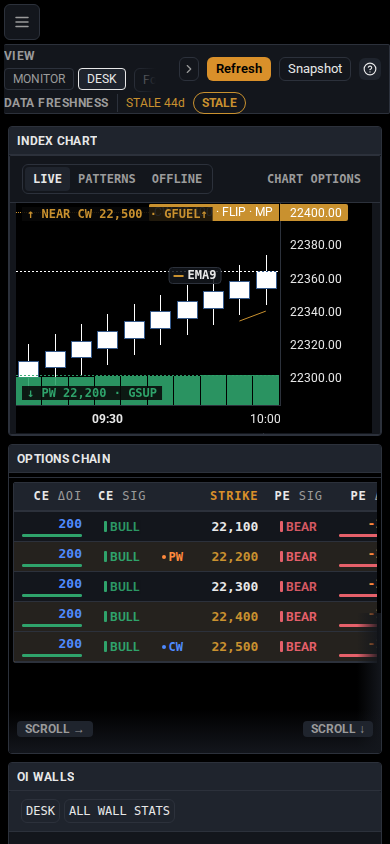 VIEW
MONITOR DESK
Refresh Snapshot
DATA FRESHNESS STALE 44d STALE
INDEX CHART
LIVE PATTERNS OFFLINE CHART OPTIONS
↑ NEAR CW 22,500 · GFUEL↑ · FLIP · MP 22400.00
22380.00
EMA9 22360.00
22340.00
22320.00
22300.00
↓ PW 22,200 · GSUP
09:30 10:00
OPTIONS CHAIN
CE ΔOI CE SIG STRIKE PE SIG PE
200 BULL 22,100 BEAR
200 BULL •PW 22,200 BEAR
200 BULL 22,300 BEAR
200 BULL 22,400 BEAR
200 BULL •CW 22,500 BEAR
SCROLL → SCROLL ↓
OI WALLS
DESK ALL WALL STATS